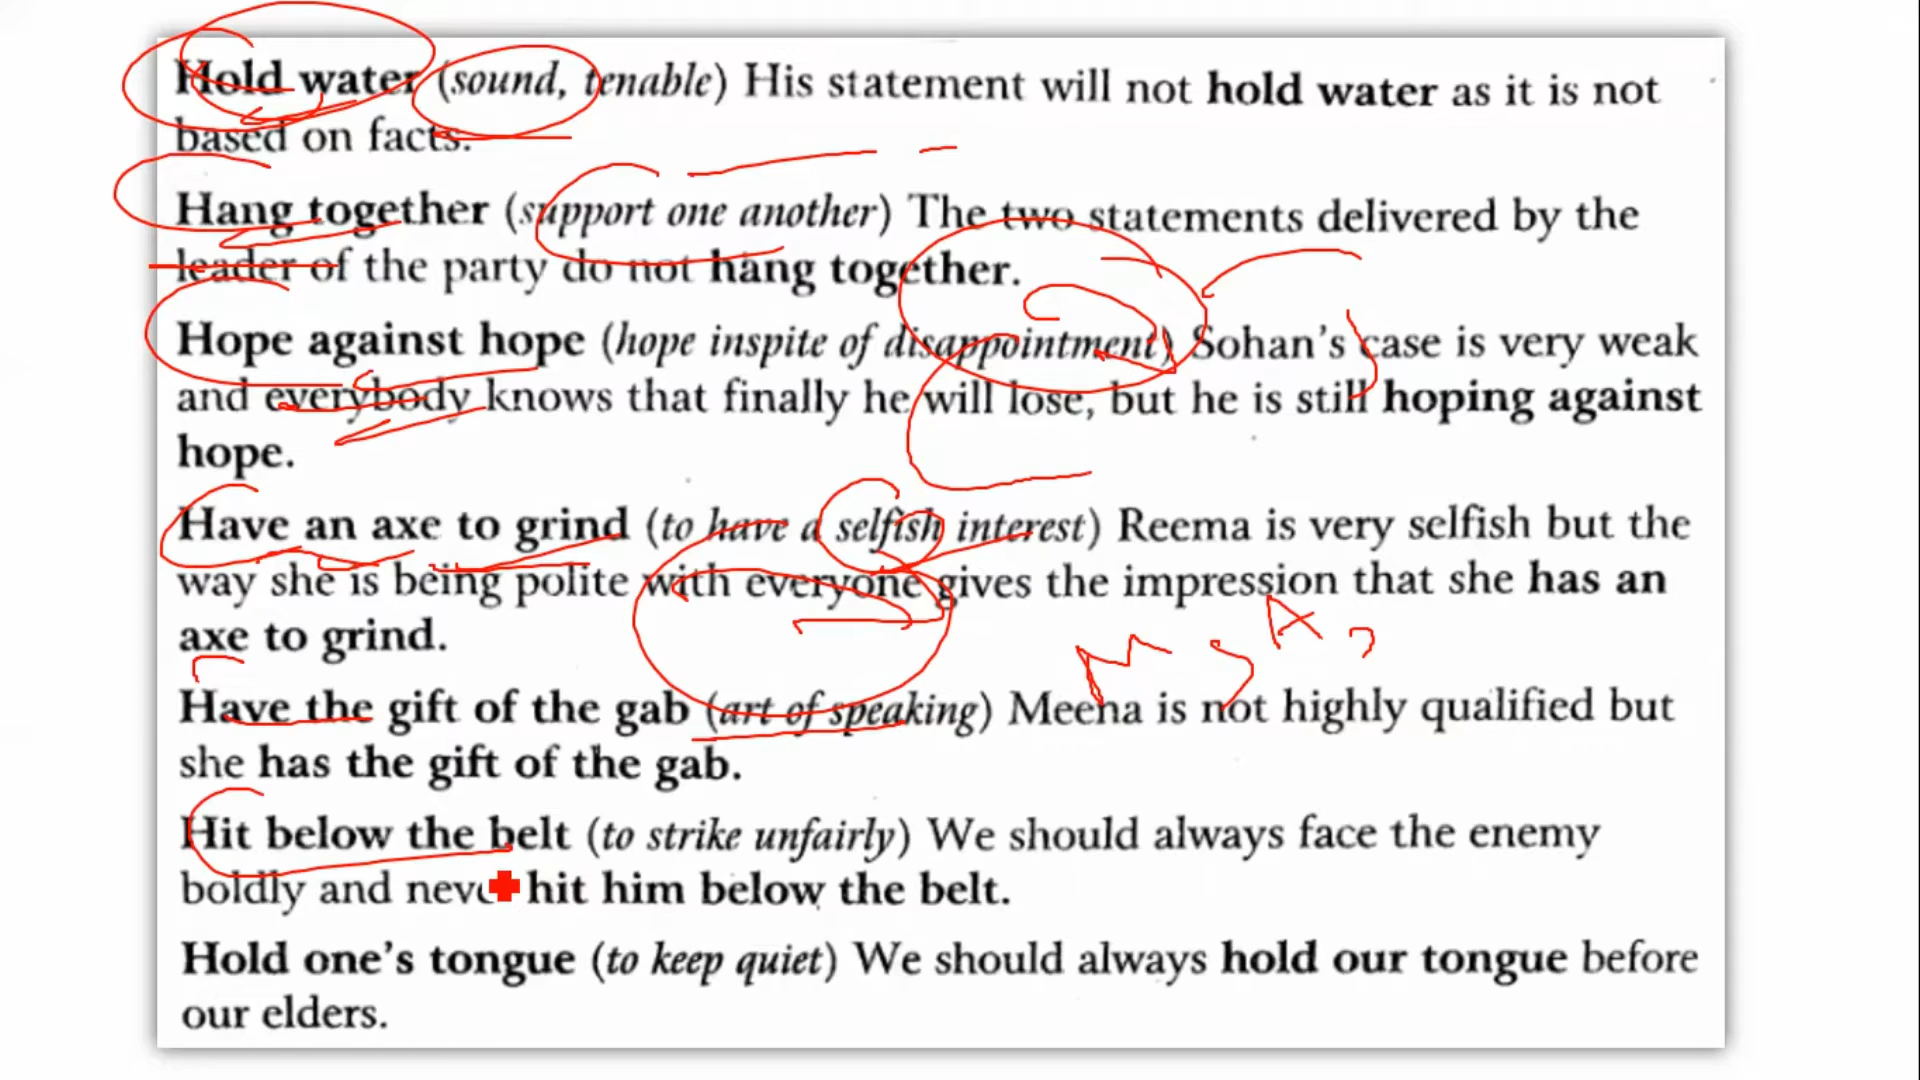 Hold water (sound, tenable) His statement will not hold water as it is not
based on facts.
Hang together (support one another) The two statements delivered by the
leader of the party do not hang together.
Hope against hope (hope inspite of disappointment) Sohan's case is very weak
and everybody knows that finally he will lose, but he is still hoping against
hope.
Have an axe to grind (to have a selfish interest) Reema is very selfish but the
way she is being polite with everyone gives the impression that she has an
axe to grind.
Have the gift of the gab (art of speaking) Meena is not highly qualified but
she has the gift of the gab.
Hit below the belt (to strike unfairly) We should always face the enemy
boldly and neve hit him below the belt.
Hold one's tongue (to keep quiet) We should always hold our tongue before
our elders.